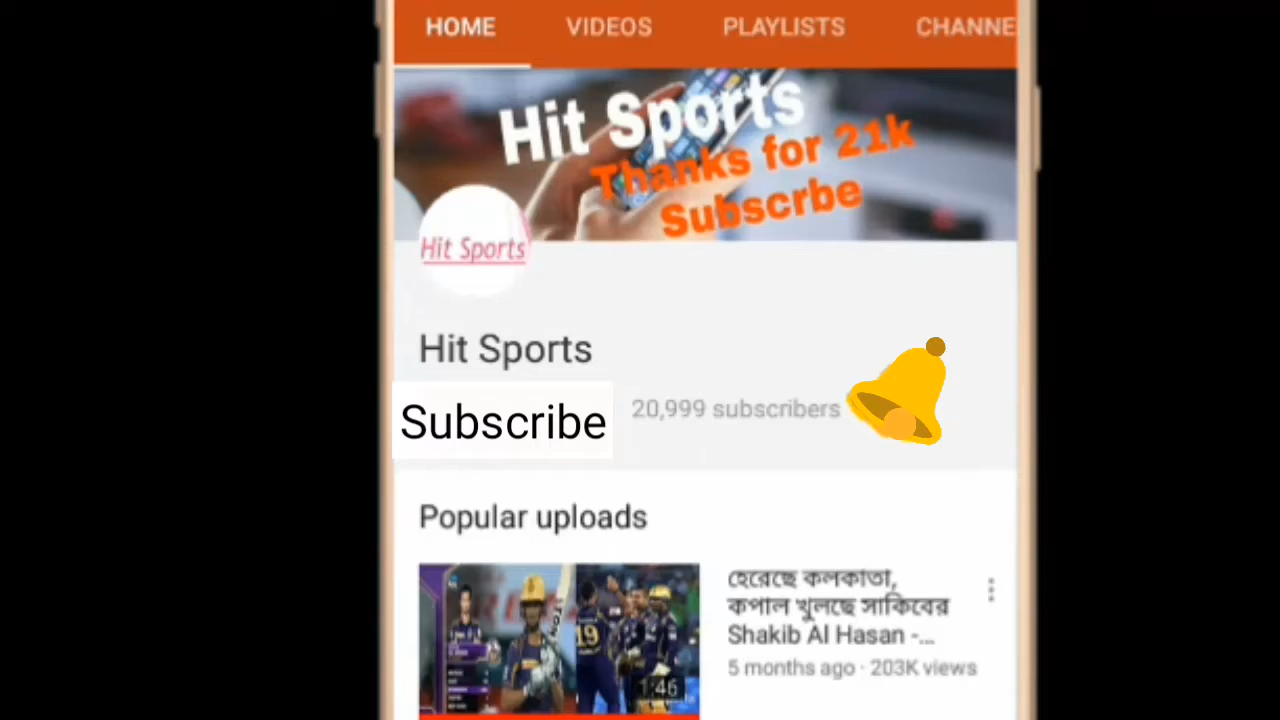 HOME VIDEOS PLAYLISTS CHANNE
Hit Sports
Thanks for 21k
Subscrbe
Hit Sports
Hit Sports
Subscribe 20,999 subscribers
Popular uploads
হেরেছে কলকাতা,
কপাল খুলছে সাকিবের
Shakib Al Hasan -...
5 months ago · 203K views
19
1:46